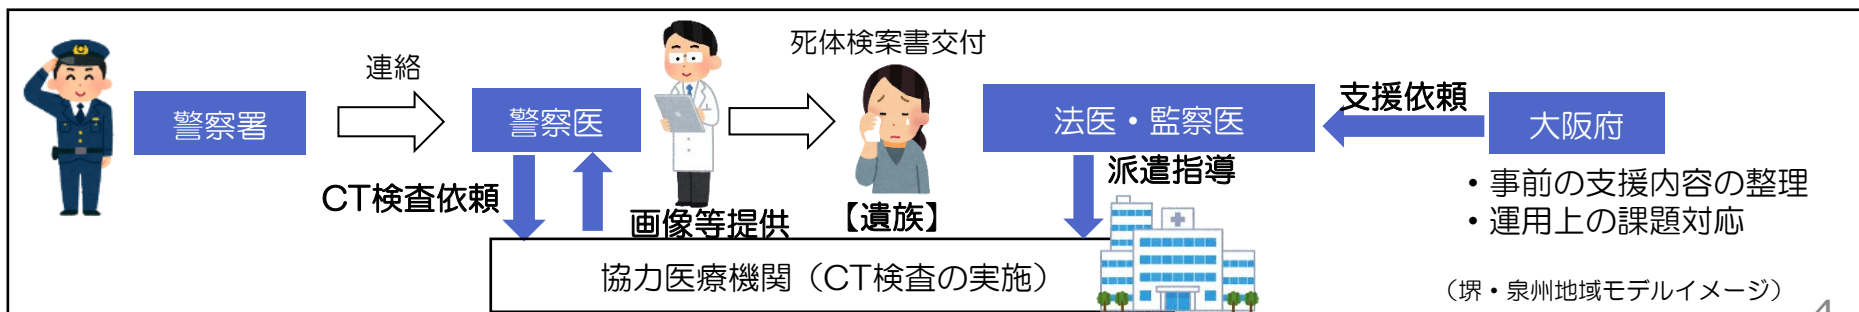 警察署
連絡
警察医
死体検案書交付
【遺族】
法医・監察医
支援依頼
大阪府
CT検査依頼
画像等提供
派遣指導
・事前の支援内容の整理
・運用上の課題対応
協力医療機関（CT検査の実施）
（堺・泉州地域モデルイメージ）